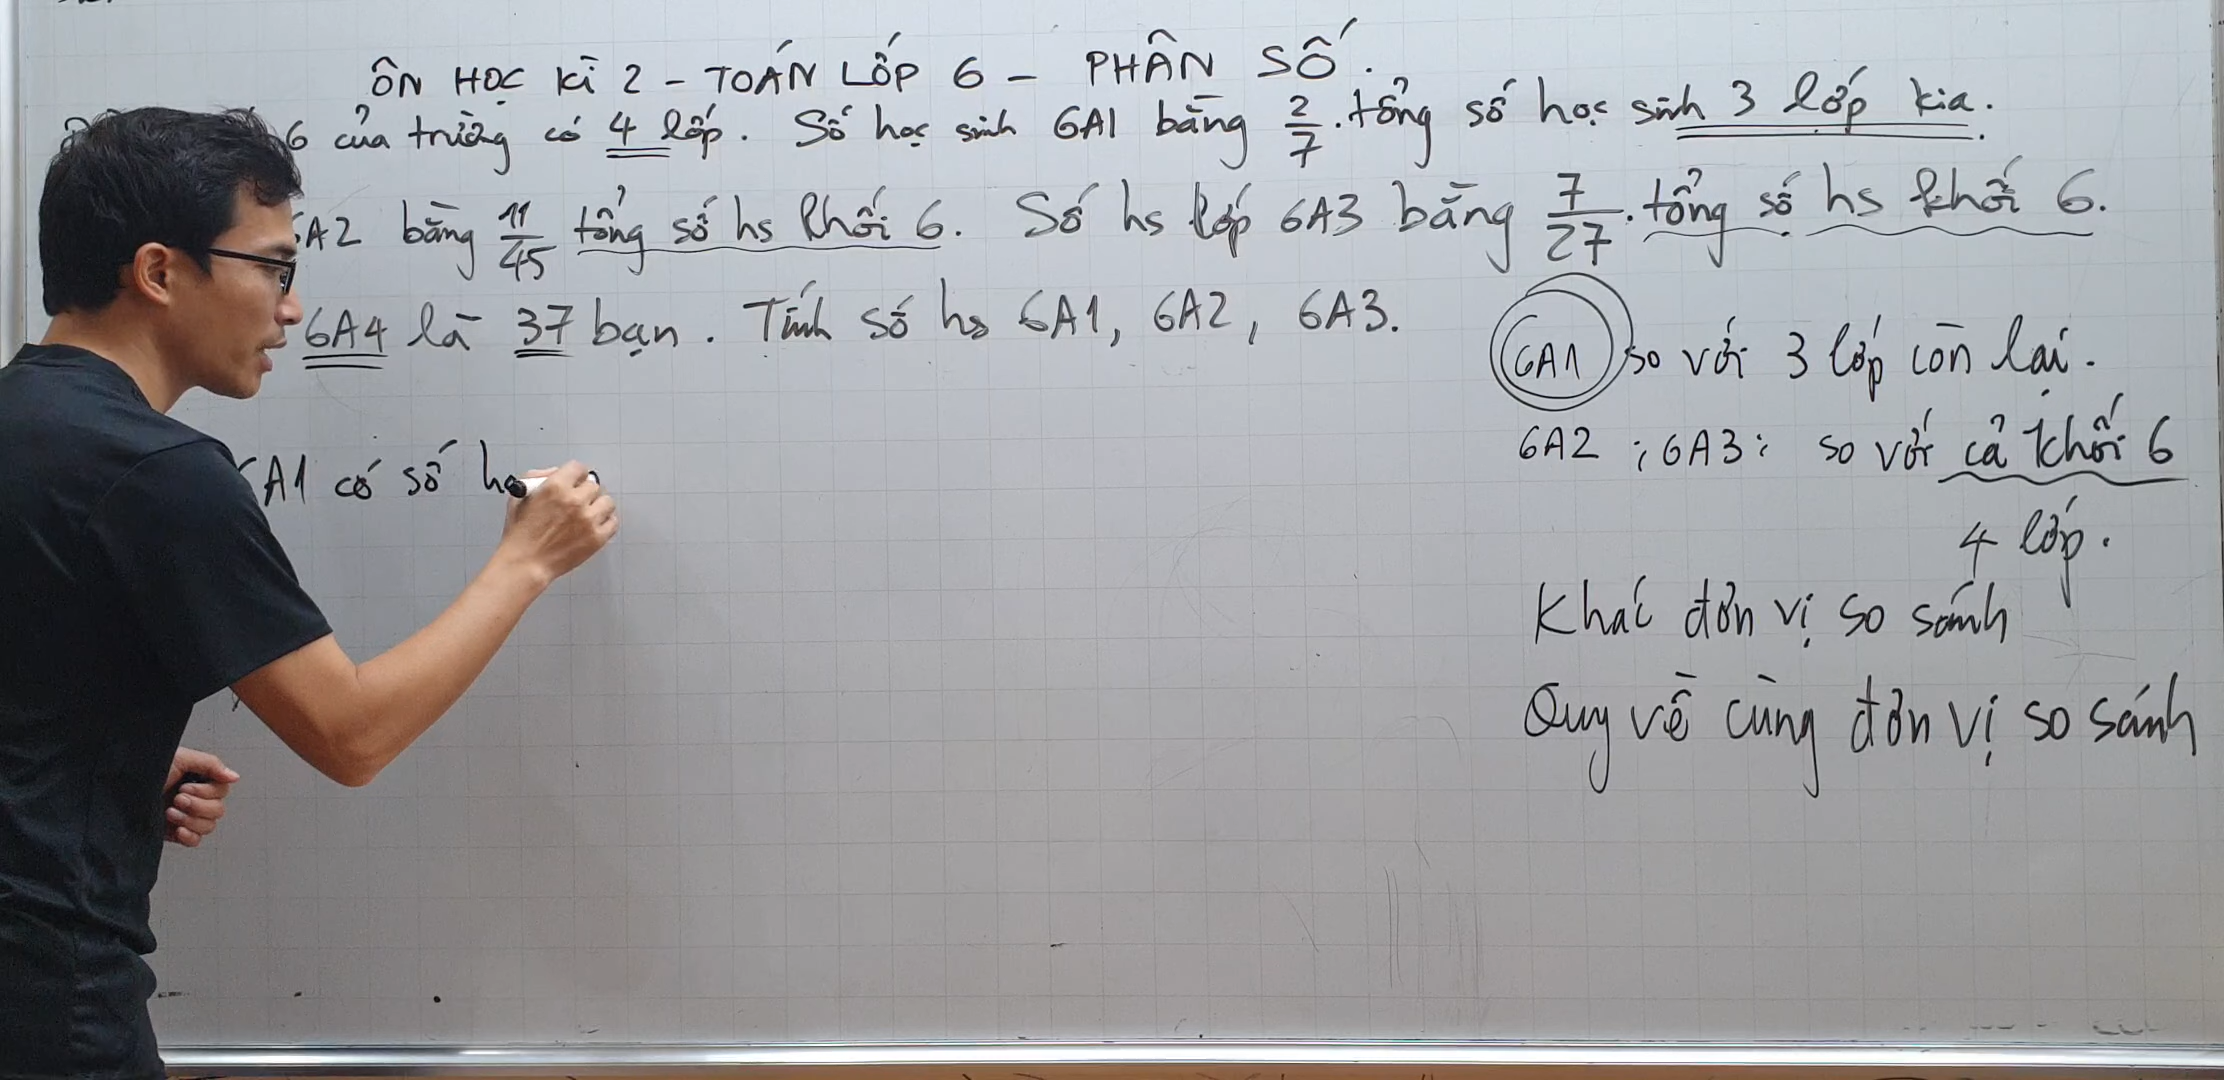 ÔN HỌC KÌ 2 - TOÁN LỚP 6 - PHÂN SỐ.
6 của trường có 4 lớp. Số học sinh 6A1 bằng 2/7 . tổng số học sinh 3 lớp kia.
6A2 bằng 11/45 tổng số hs khối 6. Số hs lớp 6A3 bằng 7/27 . tổng số hs khối 6.
6A4 là 37 bạn. Tính số hs 6A1, 6A2, 6A3.
6A1 so với 3 lớp còn lại.
6A2 ; 6A3 : so với cả khối 6
4 lớp.
6A1 có số
Khác đơn vị so sánh
Quy về cùng đơn vị so sánh